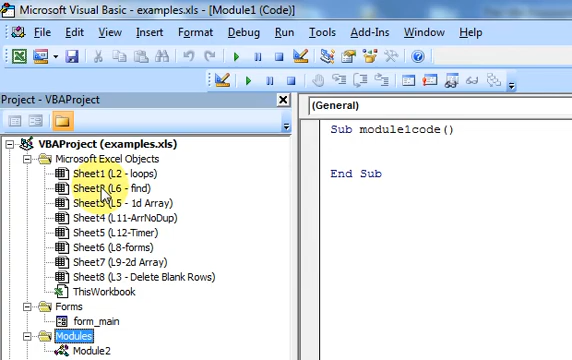 Microsoft Visual Basic - examples.xls - [Module1 (Code)]
File Edit View Insert Format Debug Run Tools Add-Ins Window Help
Project - VBAProject
(General)
VBAProject (examples.xls)
Microsoft Excel Objects
Sheet1 (L2 - loops)
Sheet2 (L6 - find)
Sheet3 (L5 - 1d Array)
Sheet4 (L11-ArrNoDup)
Sheet5 (L12-Timer)
Sheet6 (L8-forms)
Sheet7 (L9-2d Array)
Sheet8 (L3 - Delete Blank Rows)
ThisWorkbook
Forms
form_main
Modules
Module2
Sub module1code()
End Sub